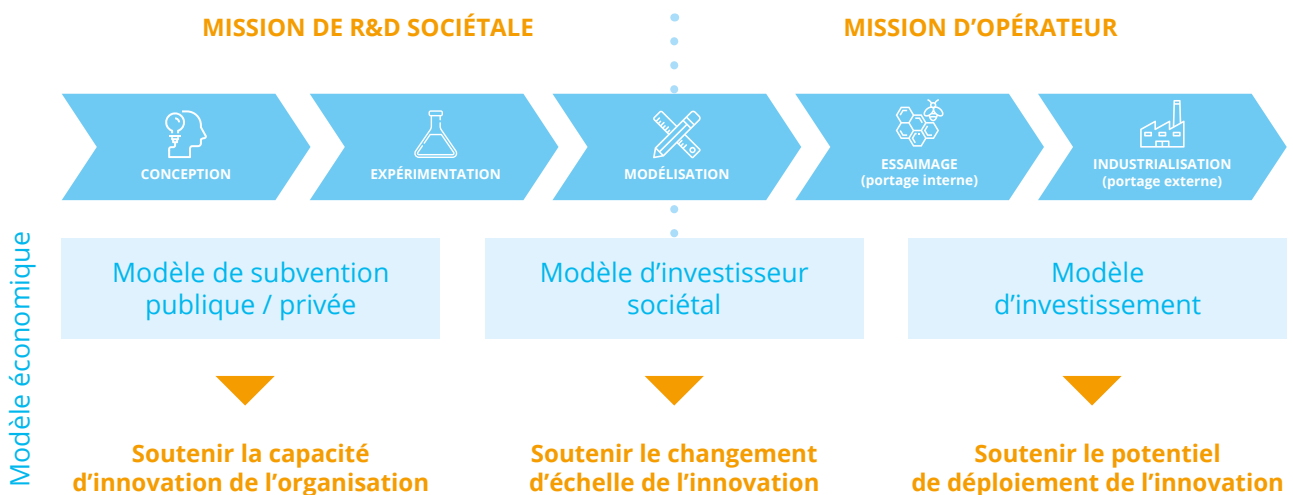 MISSION DE R&D SOCIÉTALE
MISSION D’OPÉRATEUR
CONCEPTION
EXPÉRIMENTATION
MODÉLISATION
ESSAIMAGE
(portage interne)
INDUSTRIALISATION
(portage externe)
Modèle économique
Modèle de subvention
publique / privée
Modèle d’investisseur
sociétal
Modèle
d’investissement
Soutenir la capacité
d’innovation de l’organisation
Soutenir le changement
d’échelle de l’innovation
Soutenir le potentiel
de déploiement de l’innovation